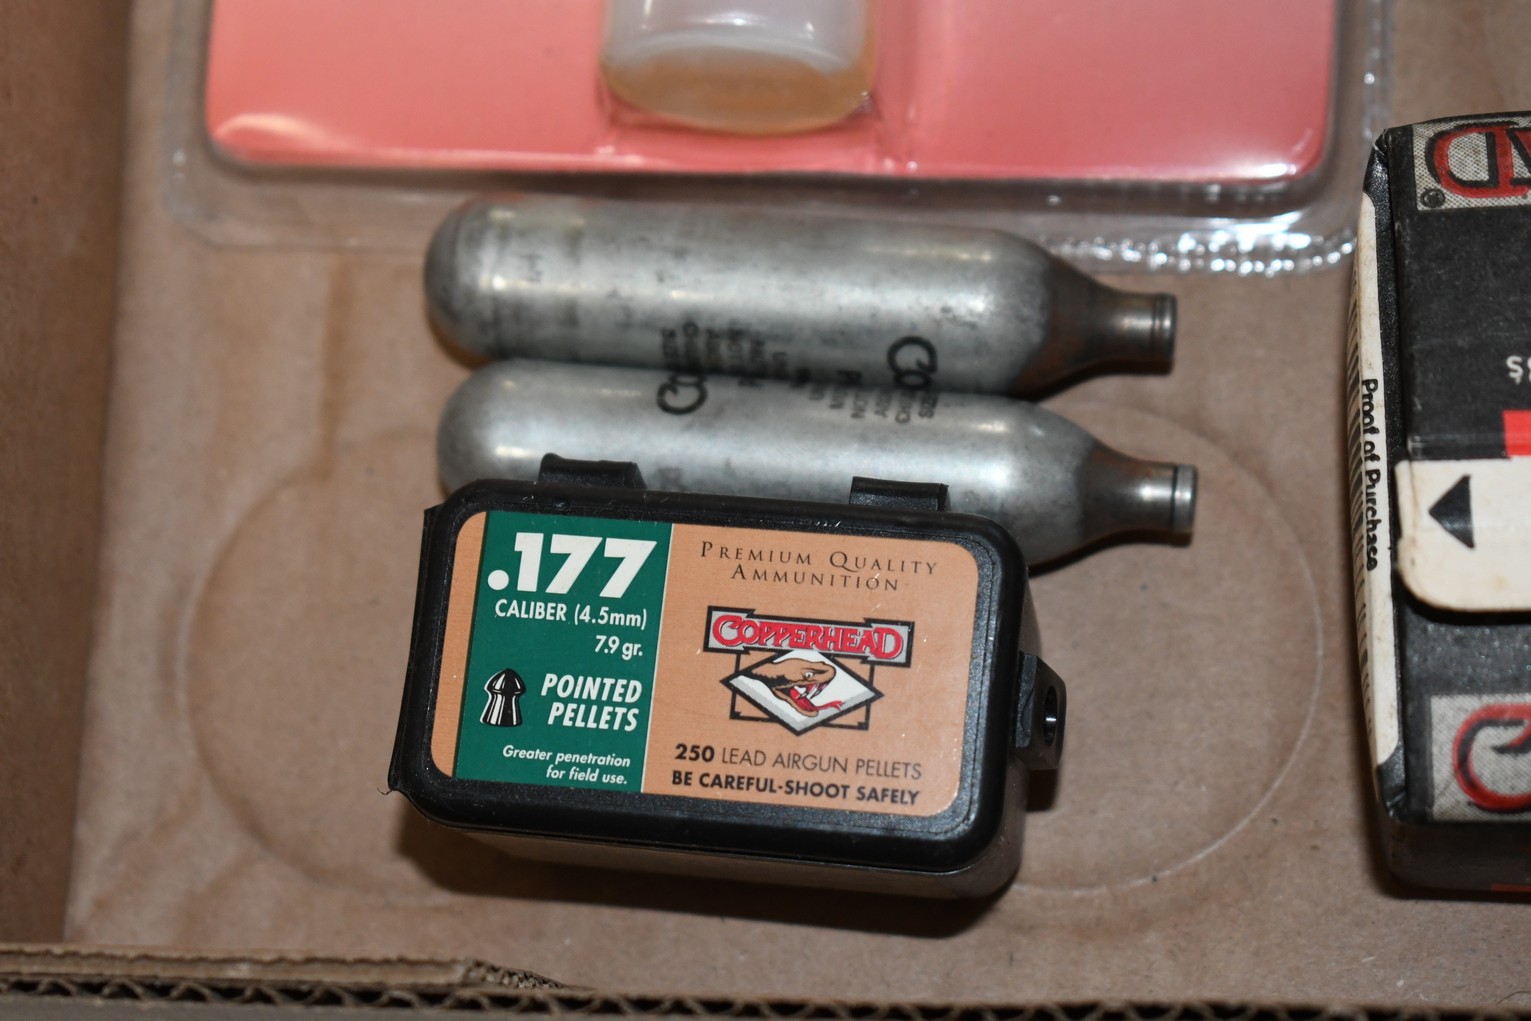 .177
CALIBER (4.5mm)
7.9 gr.
POINTED
PELLETS
Greater penetration
for field use.
PREMIUM QUALITY
AMMUNITION
COPPERHEAD
250 LEAD AIRGUN PELLETS
BE CAREFUL-SHOOT SAFELY
Proof of Purchase